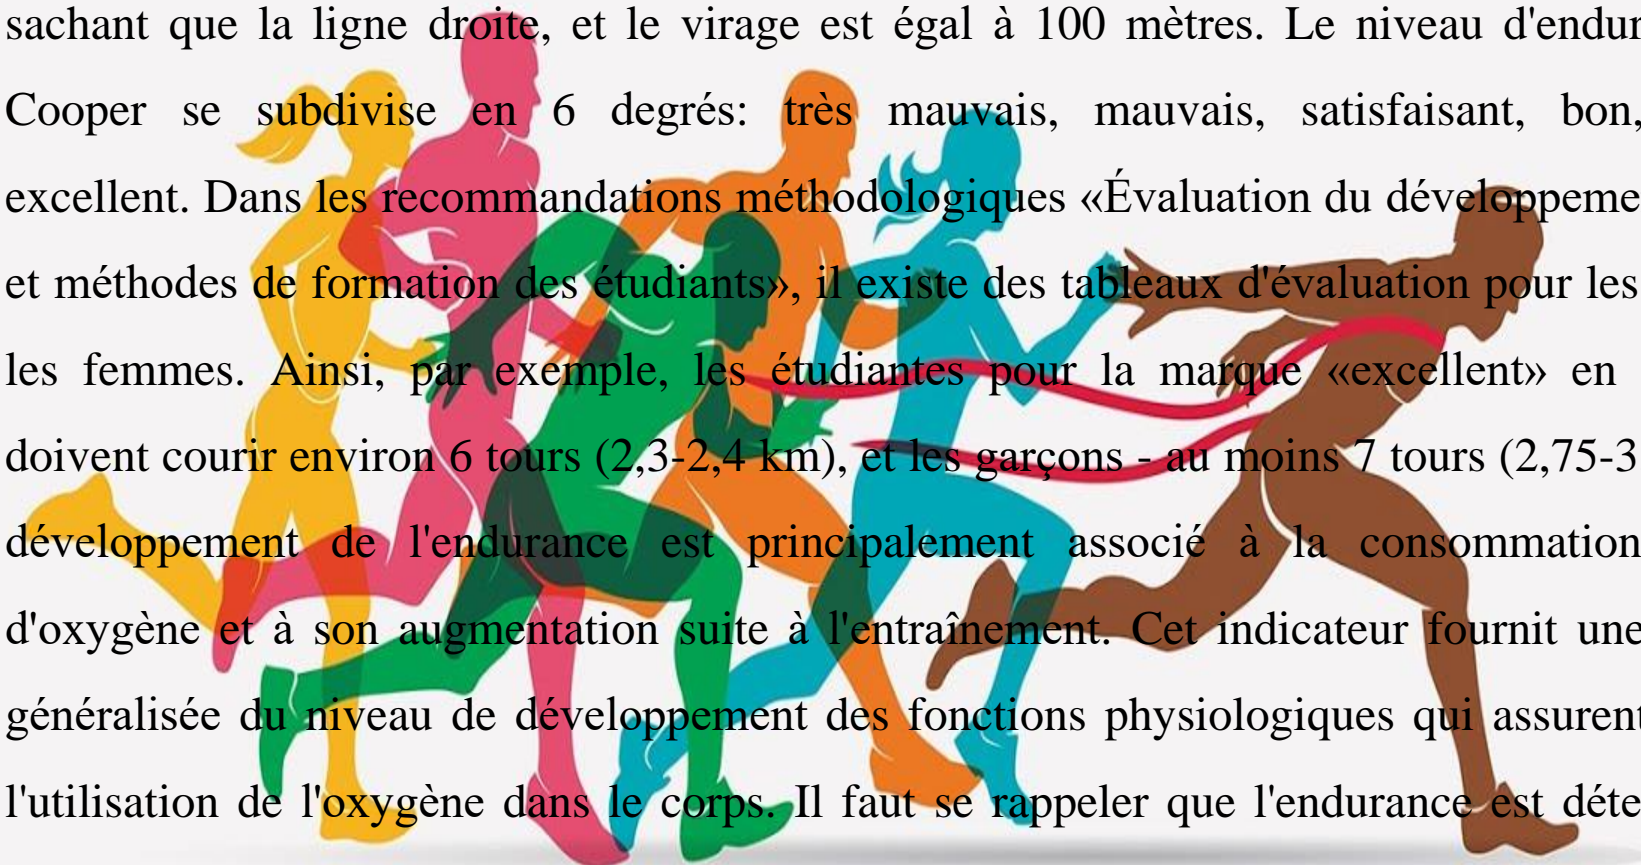 sachant que la ligne droite, et le virage est égal à 100 mètres. Le niveau d'endur
Cooper se subdivise en 6 degrés: très mauvais, mauvais, satisfaisant, bon,
excellent. Dans les recommandations méthodologiques «Évaluation du développeme
et méthodes de formation des étudiants», il existe des tableaux d'évaluation pour les
les femmes. Ainsi, par exemple, les étudiantes pour la marque «excellent» en
doivent courir environ 6 tours (2,3-2,4 km), et les garçons - au moins 7 tours (2,75-3
développement de l'endurance est principalement associé à la consommation
d'oxygène et à son augmentation suite à l'entraînement. Cet indicateur fournit une
généralisée du niveau de développement des fonctions physiologiques qui assurent
l'utilisation de l'oxygène dans le corps. Il faut se rappeler que l'endurance est déte